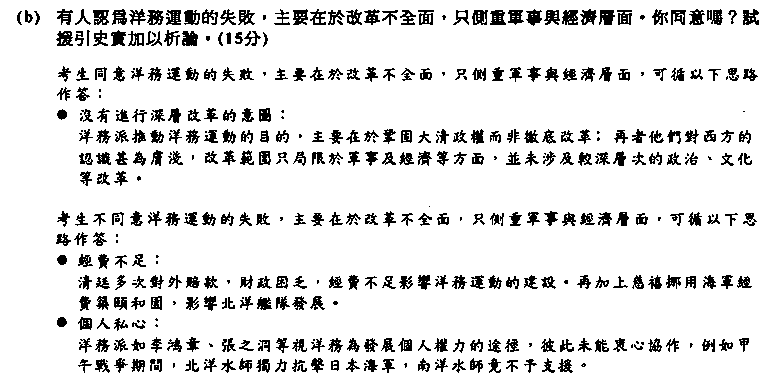 (b) 有人認為洋務運動的失敗，主要在於改革不全面，只側重軍事與經濟層面。你同意嗎？試
援引史實加以析論。(15分)
考生同意洋務運動的失敗，主要在於改革不全面，只側重軍事與經濟層面，可循以下思路
作答：
● 沒有進行深層改革的意圖：
洋務派推動洋務運動的目的，主要在於鞏固大清政權而非徹底改革；再者他們對西方的
認識甚為膚淺，改革範圍只局限於軍事及經濟等方面，並未涉及較深層次的政治、文化
等改革。
考生不同意洋務運動的失敗，主要在於改革不全面，只側重軍事與經濟層面，可循以下思
路作答：
● 經費不足：
清廷多次對外賠款，財政困乏，經費不足影響洋務運動的建設。再加上慈禧挪用海軍經
費築頤和園，影響北洋艦隊發展。
● 個人私心：
洋務派如李鴻章、張之洞等視洋務為發展個人權力的途徑，彼此未能衷心協作，例如甲
午戰爭期間，北洋水師獨力抗擊日本海軍，南洋水師竟不予支援。